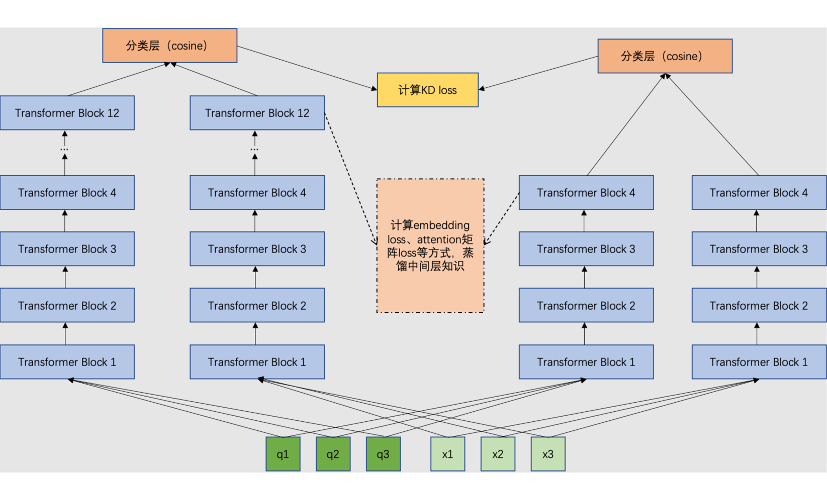 分类层（cosine）
分类层（cosine）
计算KD loss
Transformer Block 12
Transformer Block 12
...
...
Transformer Block 4
Transformer Block 4
Transformer Block 4
Transformer Block 4
计算embedding
loss、attention矩
阵loss等方式，蒸
馏中间层知识
Transformer Block 3
Transformer Block 3
Transformer Block 3
Transformer Block 3
Transformer Block 2
Transformer Block 2
Transformer Block 2
Transformer Block 2
Transformer Block 1
Transformer Block 1
Transformer Block 1
Transformer Block 1
q1
q2
q3
x1
x2
x3